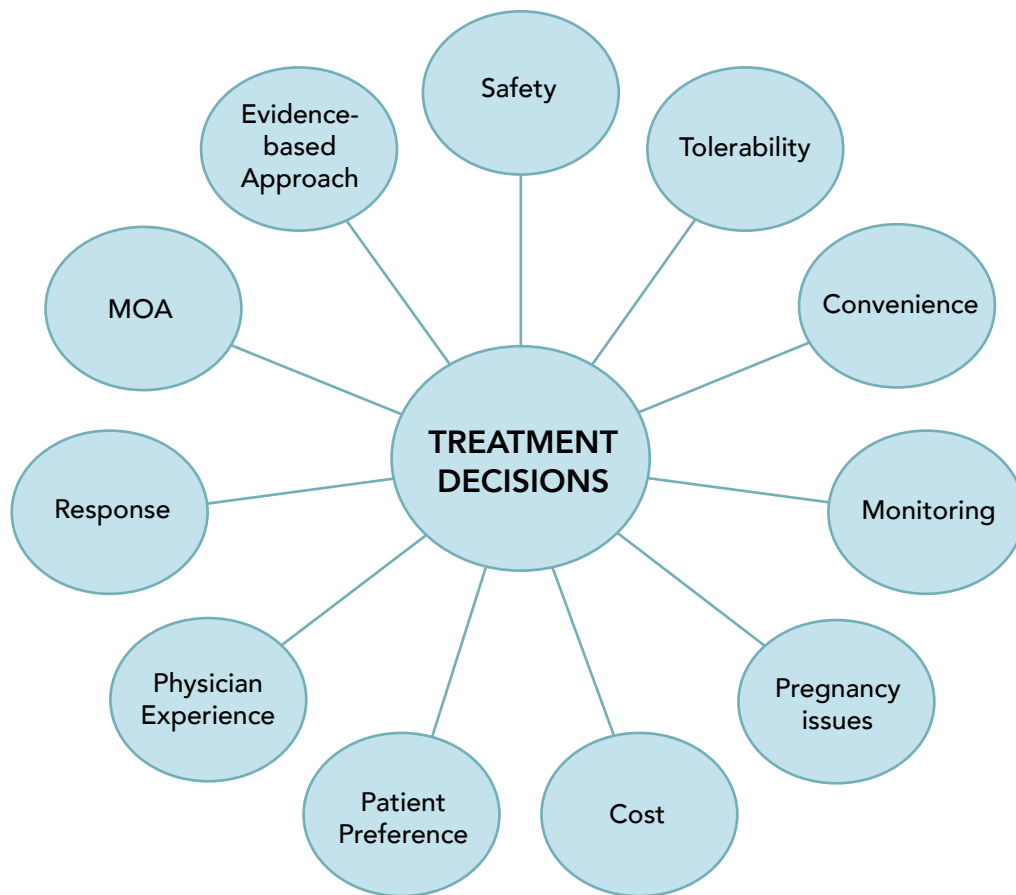 Safety
Tolerability
Convenience
Monitoring
Pregnancy
issues
Cost
Patient
Preference
Physician
Experience
Response
MOA
Evidence-
based
Approach
TREATMENT
DECISIONS